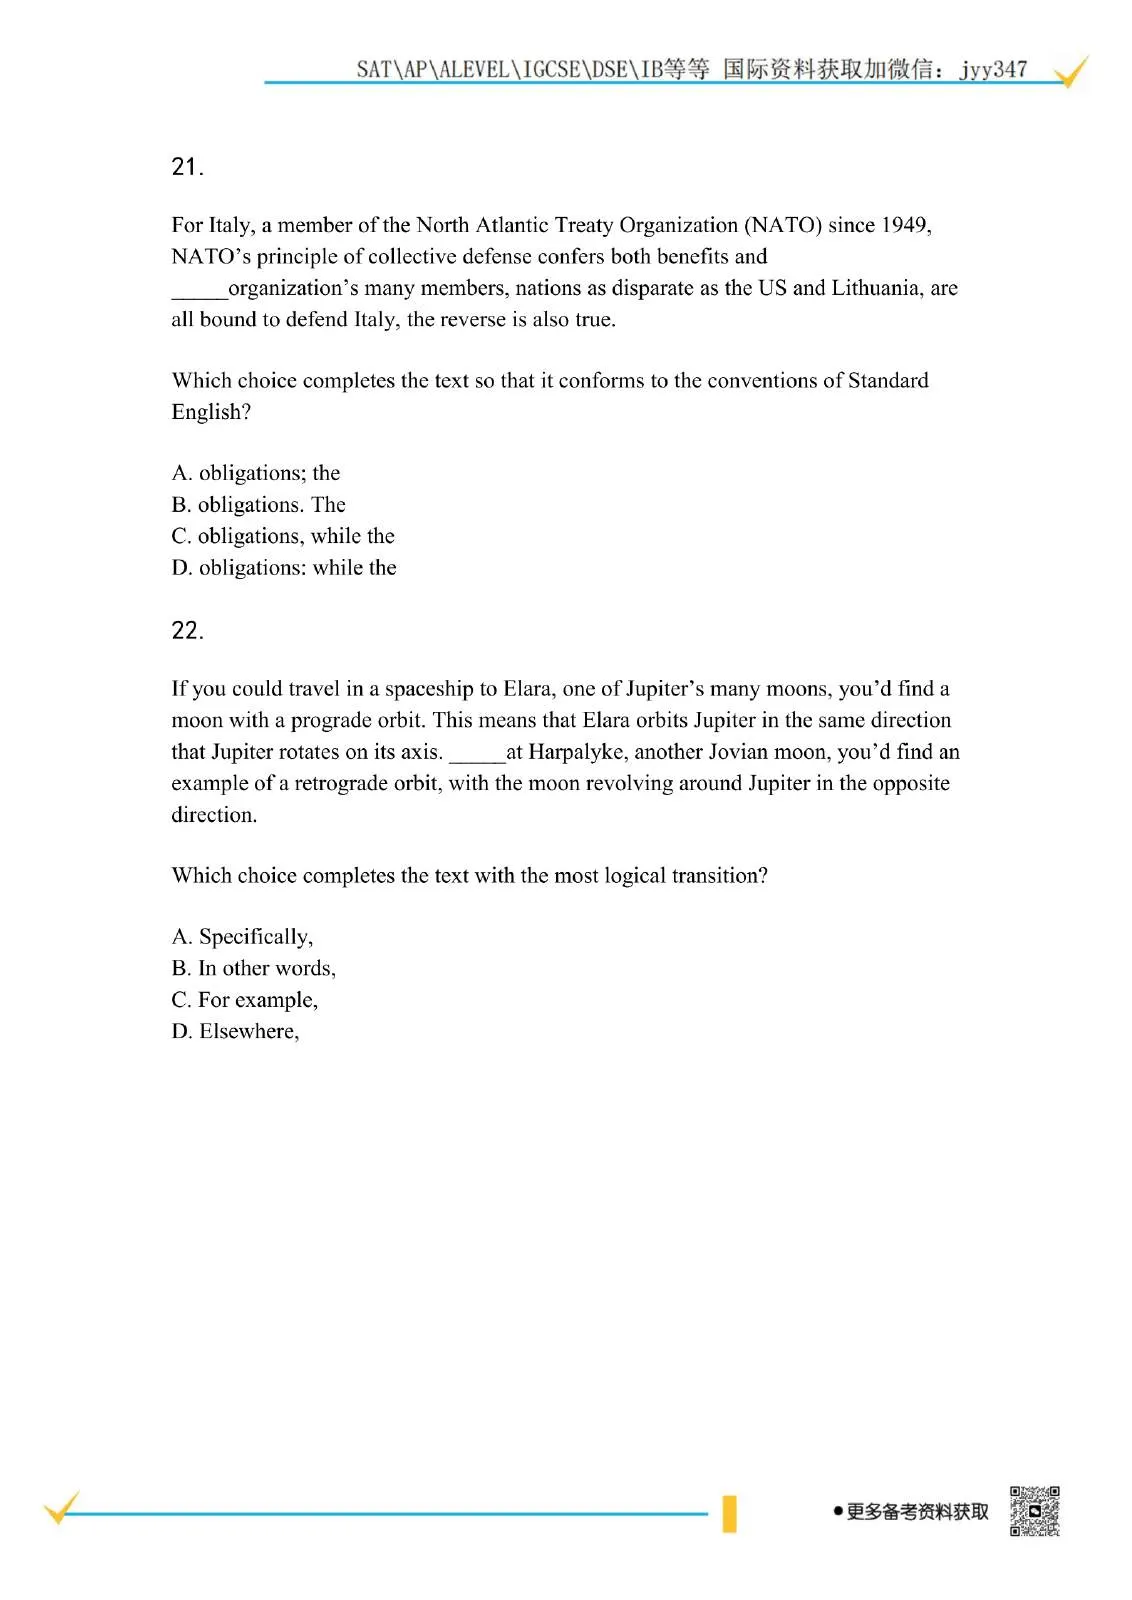 SAT\AP\ALEVEL\IGCSE\DSE\IB等等 国际资料获取加微信: jyy347
21.
For Italy, a member of the North Atlantic Treaty Organization (NATO) since 1949,
NATO’s principle of collective defense confers both benefits and
_____organization’s many members, nations as disparate as the US and Lithuania, are
all bound to defend Italy, the reverse is also true.
Which choice completes the text so that it conforms to the conventions of Standard
English?
A. obligations; the
B. obligations. The
C. obligations, while the
D. obligations: while the
22.
If you could travel in a spaceship to Elara, one of Jupiter’s many moons, you’d find a
moon with a prograde orbit. This means that Elara orbits Jupiter in the same direction
that Jupiter rotates on its axis. _____at Harpalyke, another Jovian moon, you’d find an
example of a retrograde orbit, with the moon revolving around Jupiter in the opposite
direction.
Which choice completes the text with the most logical transition?
A. Specifically,
B. In other words,
C. For example,
D. Elsewhere,
●更多备考资料获取